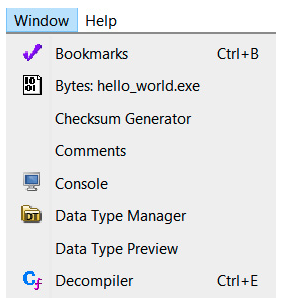 Window Help
Bookmarks Ctrl+B
Bytes: hello_world.exe
Checksum Generator
Comments
Console
Data Type Manager
Data Type Preview
Decompiler Ctrl+E